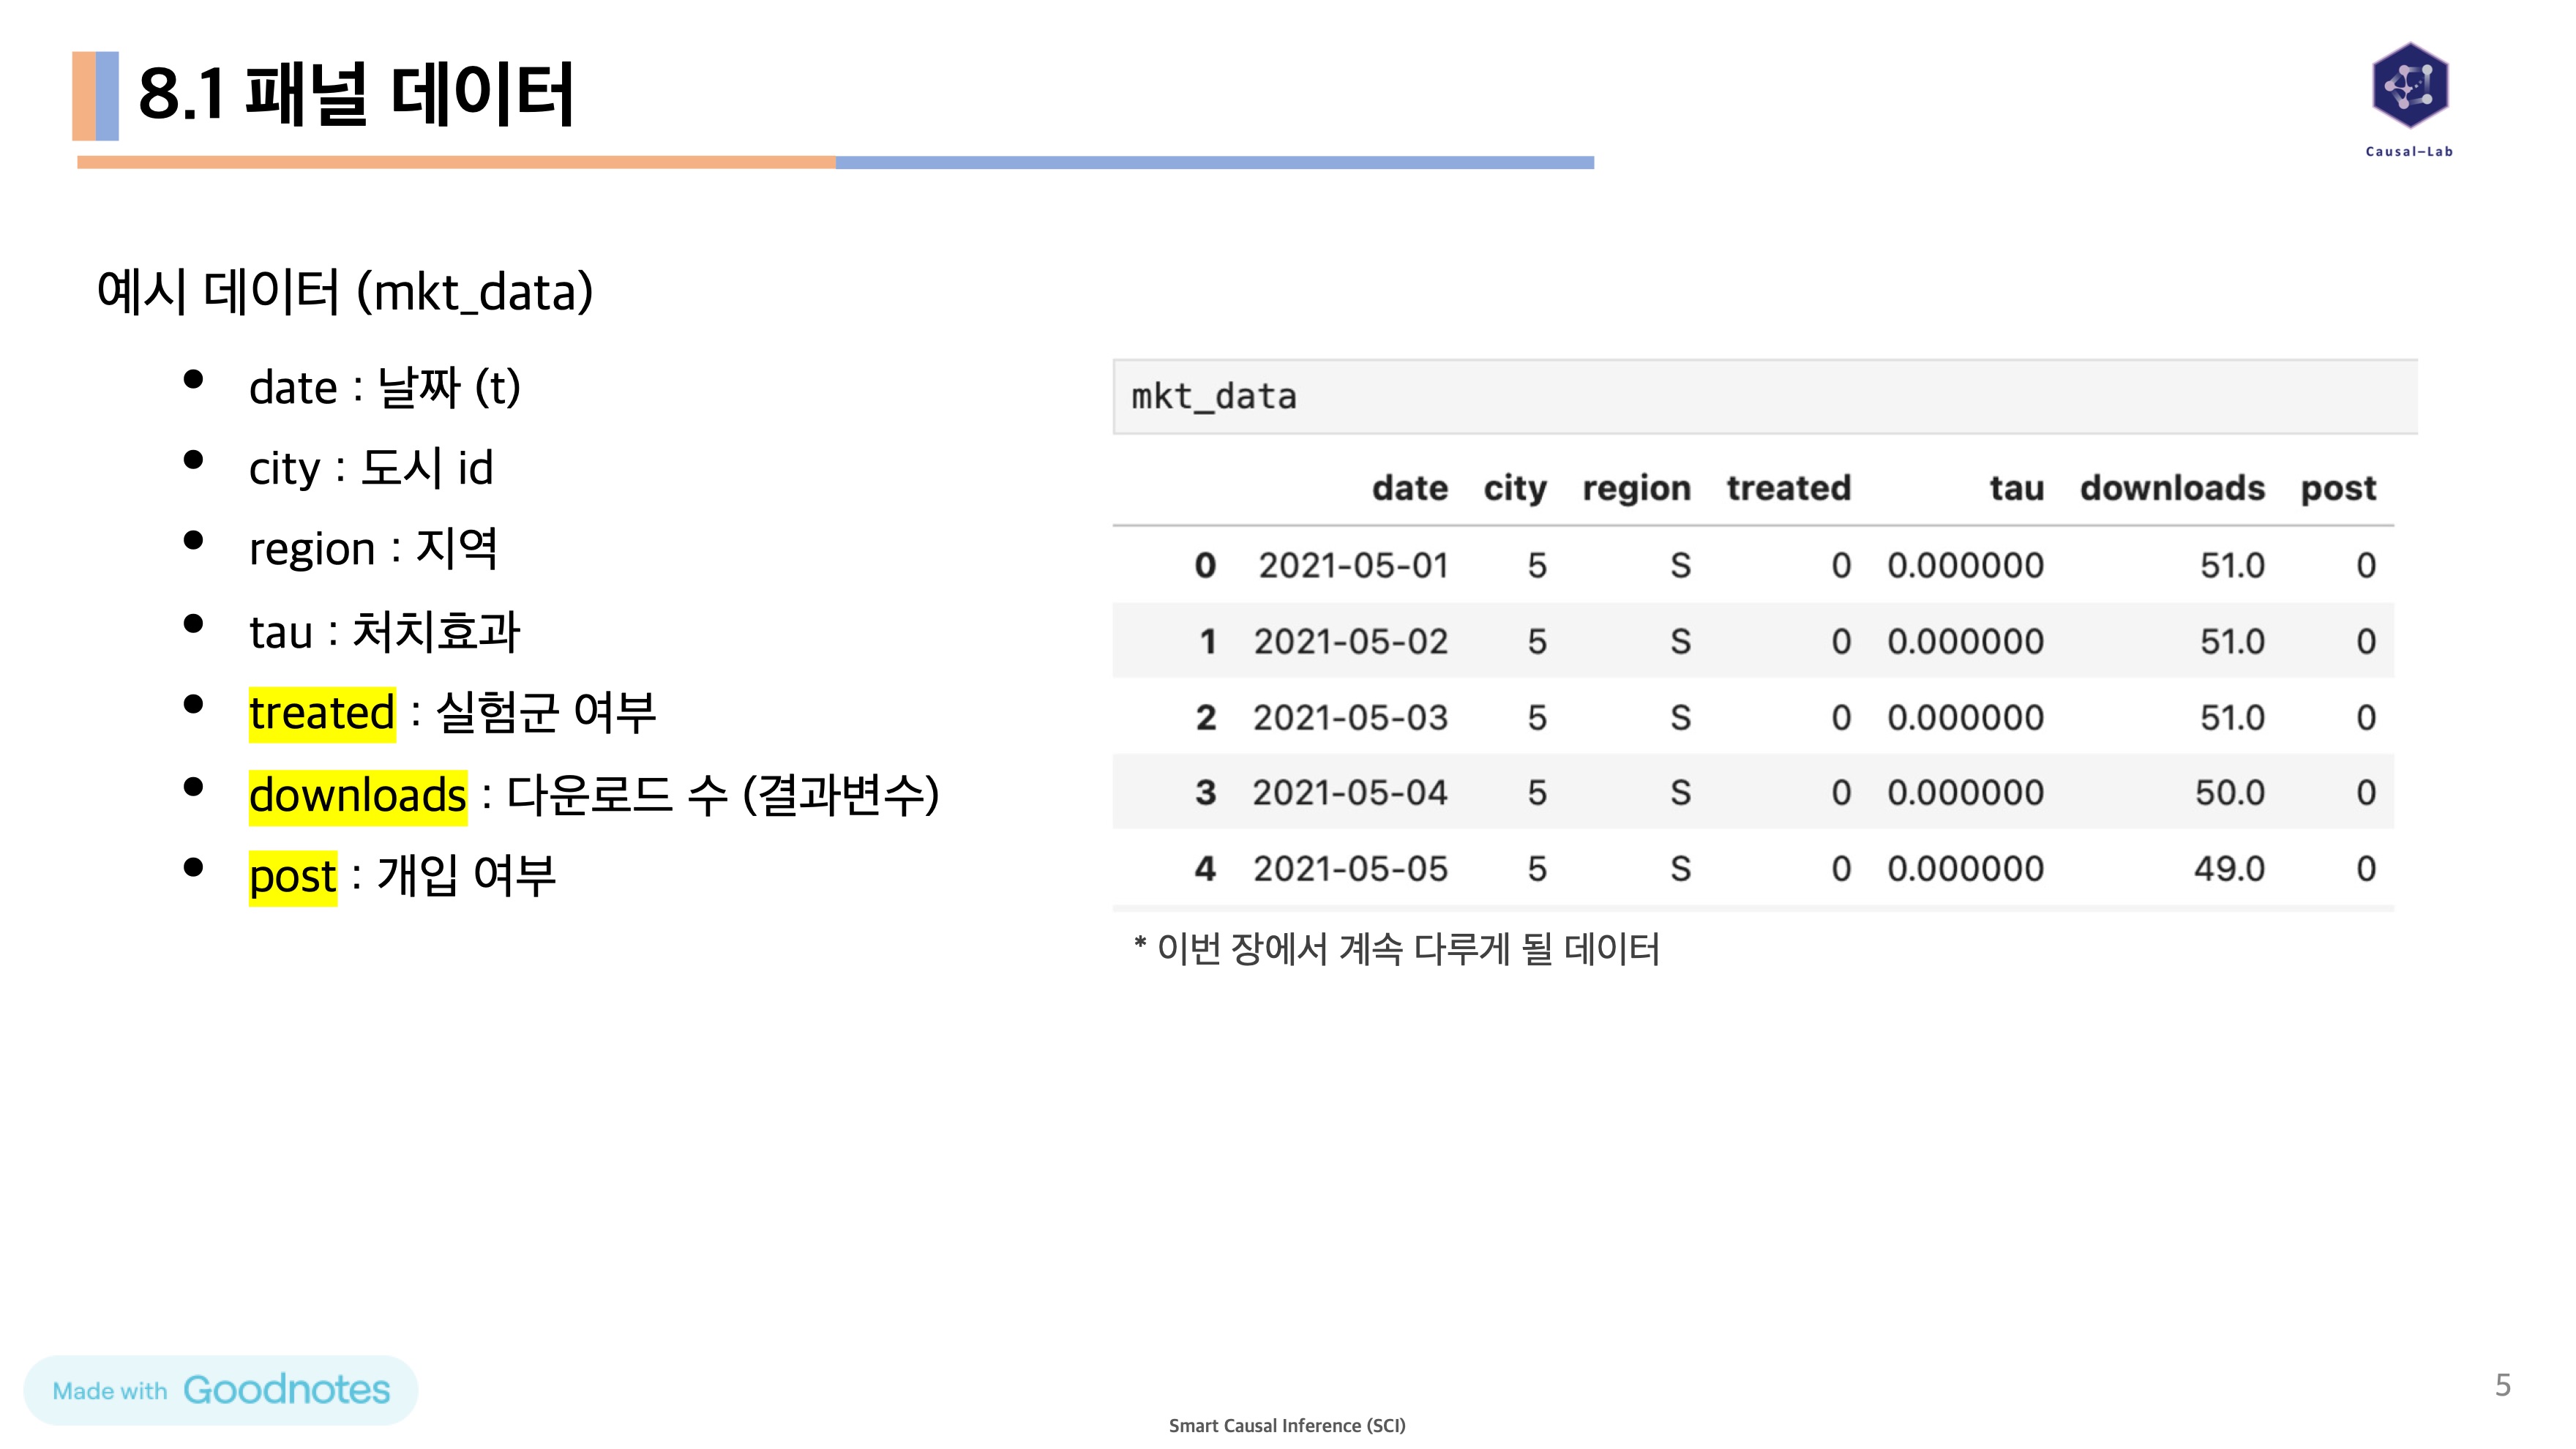 8.1 패널 데이터
Causal-Lab
예시 데이터 (mkt_data)
• date : 날짜 (t)
• city : 도시 id
• region : 지역
• tau : 처치효과
• treated : 실험군 여부
• downloads : 다운로드 수 (결과변수)
• post : 개입 여부
mkt_data
date city region treated tau downloads post
0 2021-05-01 5 S 0 0.000000 51.0 0
1 2021-05-02 5 S 0 0.000000 51.0 0
2 2021-05-03 5 S 0 0.000000 51.0 0
3 2021-05-04 5 S 0 0.000000 50.0 0
4 2021-05-05 5 S 0 0.000000 49.0 0
* 이번 장에서 계속 다루게 될 데이터
Made with Goodnotes
5
Smart Causal Inference (SCI)